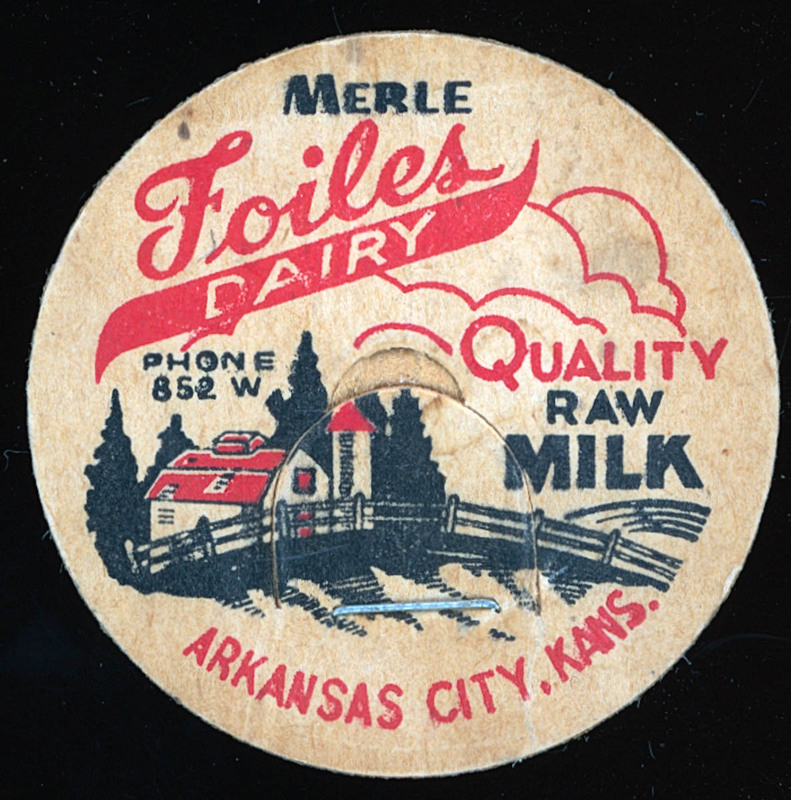 MERLE
Foiles
DAIRY
PHONE
852 W
QUALITY
RAW
MILK
ARKANSAS CITY, KANS.